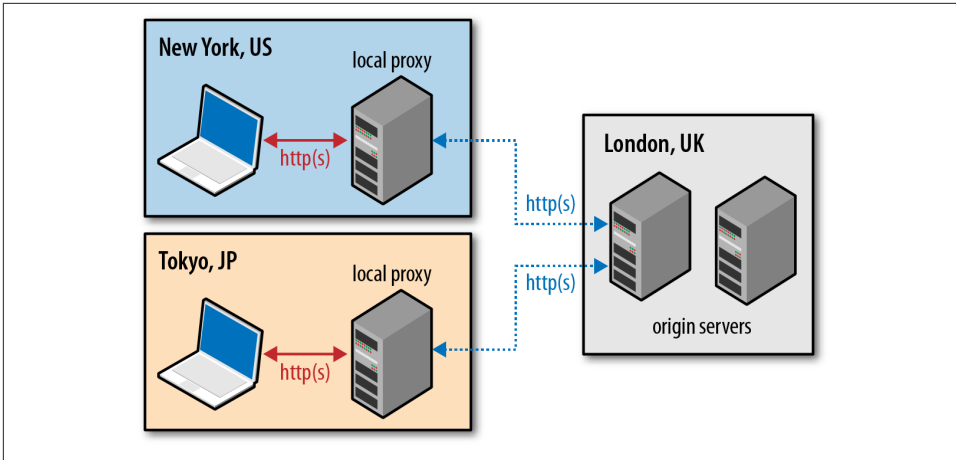 New York, US
local proxy
http(s)
Tokyo, JP
local proxy
http(s)
http(s)
http(s)
London, UK
origin servers